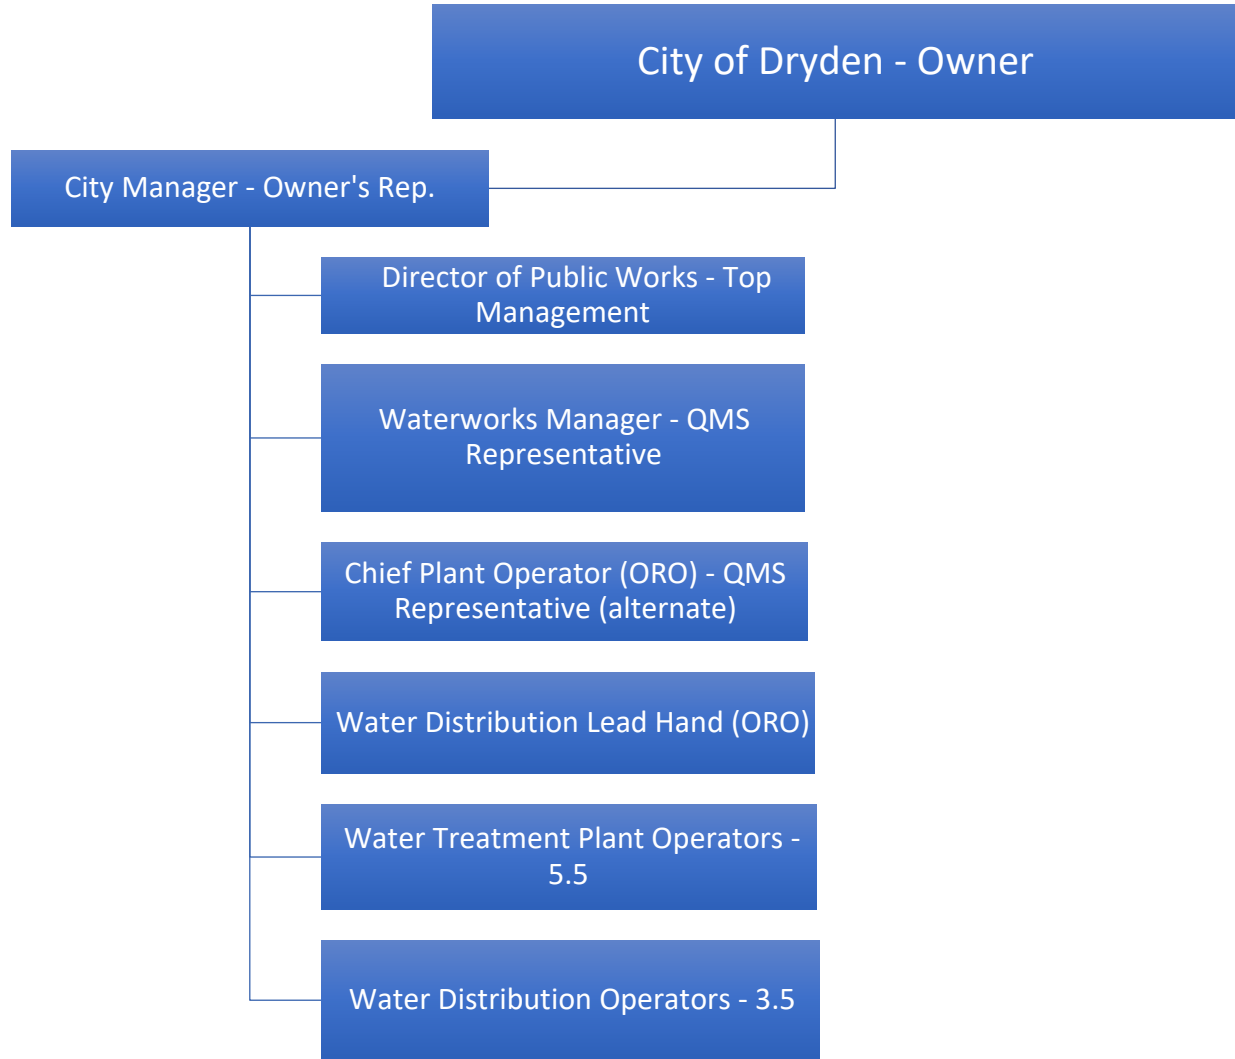 City of Dryden - Owner
City Manager - Owner's Rep.
Director of Public Works - Top
Management
Waterworks Manager - QMS
Representative
Chief Plant Operator (ORO) - QMS
Representative (alternate)
Water Distribution Lead Hand (ORO)
Water Treatment Plant Operators -
5.5
Water Distribution Operators - 3.5